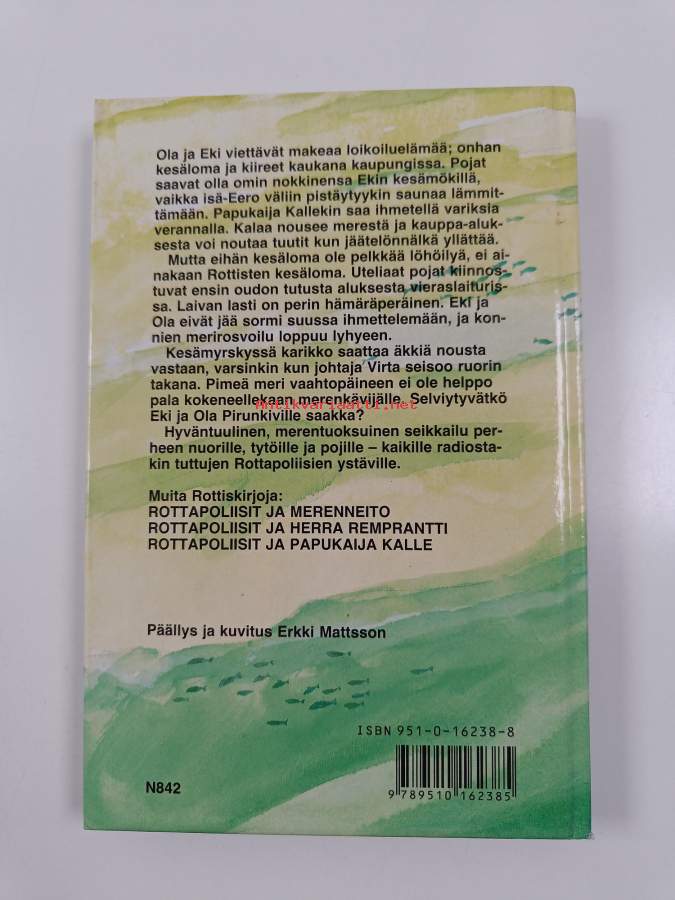 Ola ja Eki viettävät makeaa loikoiluelämää; onhan
kesäloma ja kiireet kaukana kaupungissa. Pojat
saavat olla omin nokkinensa Ekin kesämökillä,
vaikka isä-Eero väliin pistäytyykin saunaa lämmit-
tämään. Papukaija Kallekin saa ihmetellä variksia
verannalla. Kalaa nousee merestä ja kauppa-aluk-
sesta voi noutaa tuutit kun jäätelönnälkä yllättää.
Mutta eihän kesäloma ole pelkkää löhöilyä, ei ai-
nakaan Rottisten kesäloma. Uteliaat pojat kiinnos-
tuvat ensin oudon tutusta aluksesta vieraslaituris-
sa. Laivan lasti on perin hämäräperäinen. Eki ja
Ola eivät jää sormi suussa ihmettelemään, ja kon-
nien merirosvoilu loppuu lyhyeen.
Kesämyrskyssä karikko saattaa äkkiä nousta
vastaan, varsinkin kun johtaja Virta seisoo ruorin
takana. Pimeä meri vaahtopäineen ei ole helppo
pala kokeneellekaan merenkävijälle. Selviytyvätkö
Antikvariaatti.net
Eki ja Ola Pirunkiville saakka?
Hyväntuulinen, merentuoksuinen seikkailu per-
heen nuorille, tytöille ja pojille – kaikille radiosta-
kin tuttujen Rottapoliisien ystäville.
Muita Rottiskirjoja:
ROTTAPOLIISIT JA MERENNEITO
ROTTAPOLIISIT JA HERRA REMPRANTTI
ROTTAPOLIISIT JA PAPUKAIJA KALLE
Päällys ja kuvitus Erkki Mattsson
ISBN 951-0-16238-8
9 789510 162385
N842